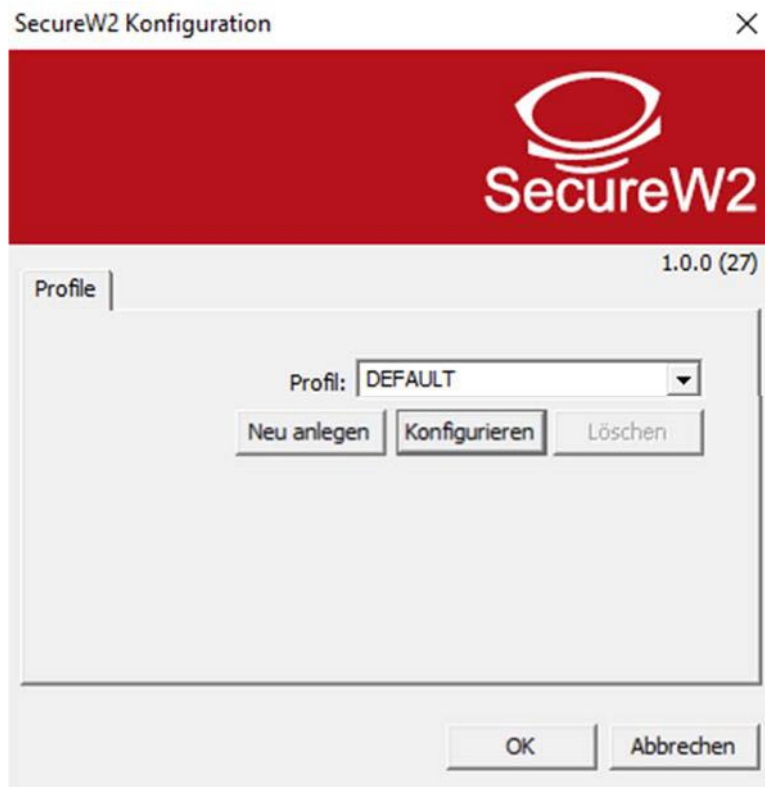 SecureW2 Konfiguration
SecureW2
1.0.0 (27)
Profile
Profil: DEFAULT
Neu anlegen Konfigurieren Löschen
OK Abbrechen